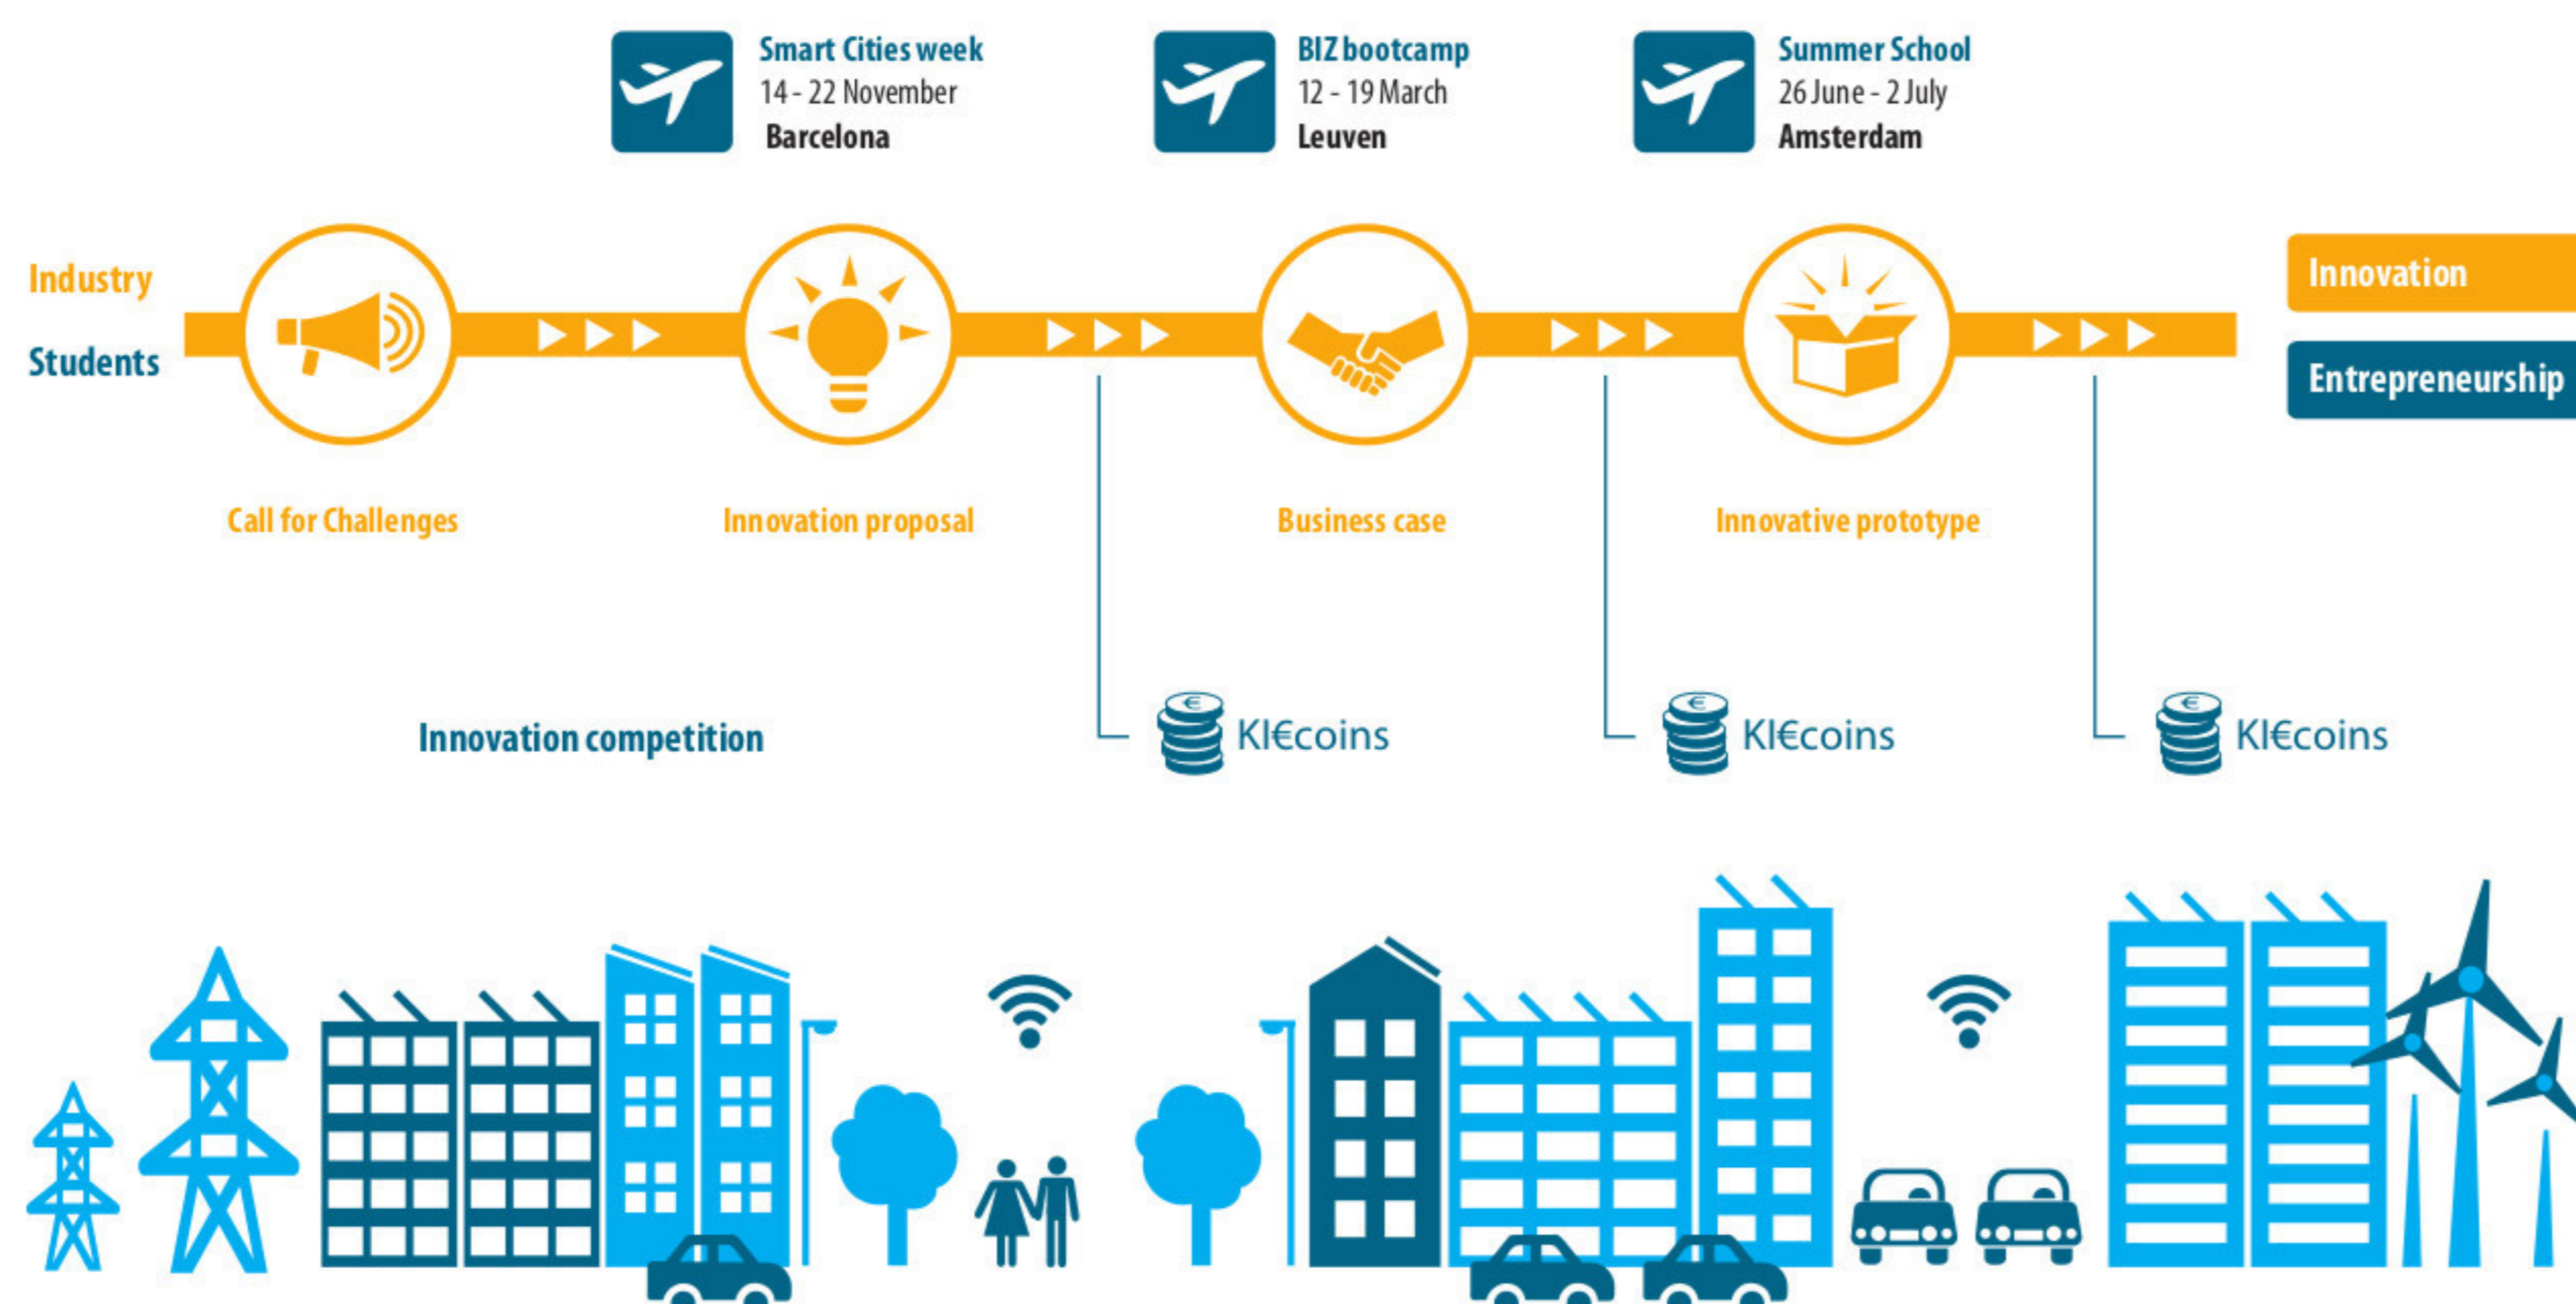 Smart Cities week
14 - 22 November
Barcelona
BIZ bootcamp
12 - 19 March
Leuven
Summer School
26 June - 2 July
Amsterdam
Industry
Students
Innovation
Entrepreneurship
Call for Challenges
Innovation proposal
Business case
Innovative prototype
Innovation competition
€ KI€coins
€ KI€coins
€ KI€coins